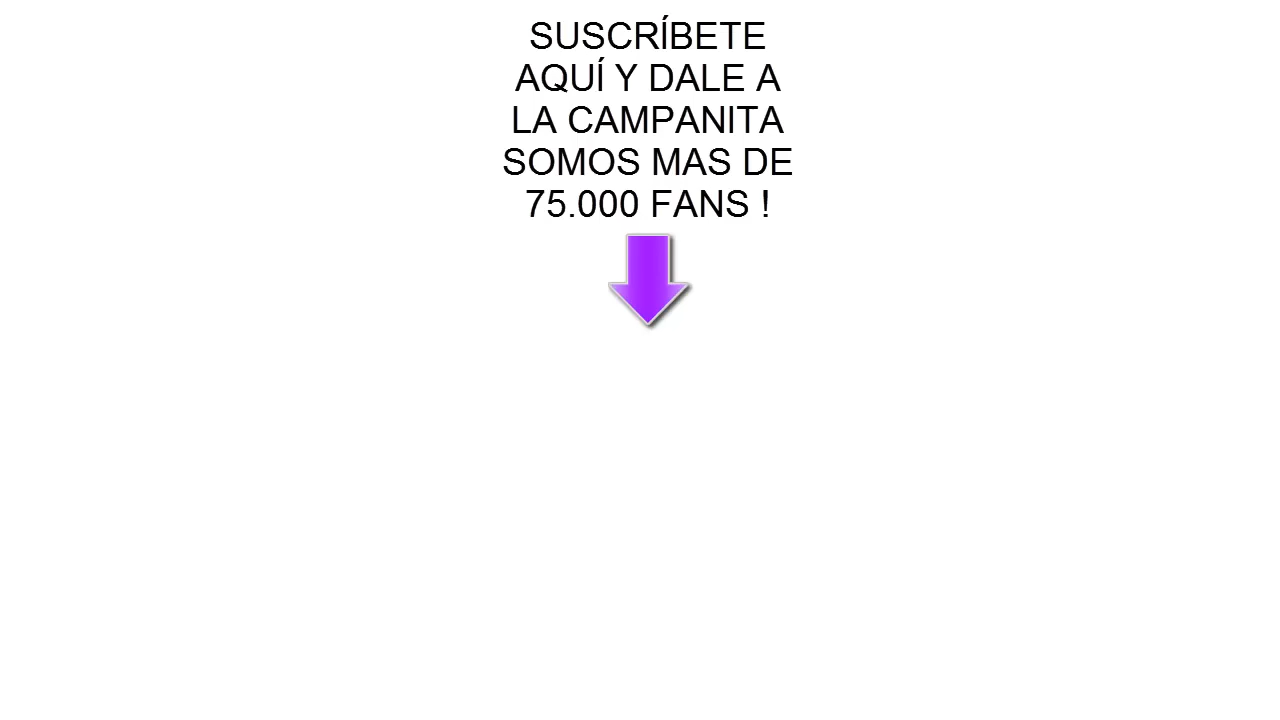 SUSCRÍBETE
AQUÍ Y DALE A
LA CAMPANITA
SOMOS MAS DE
75.000 FANS !